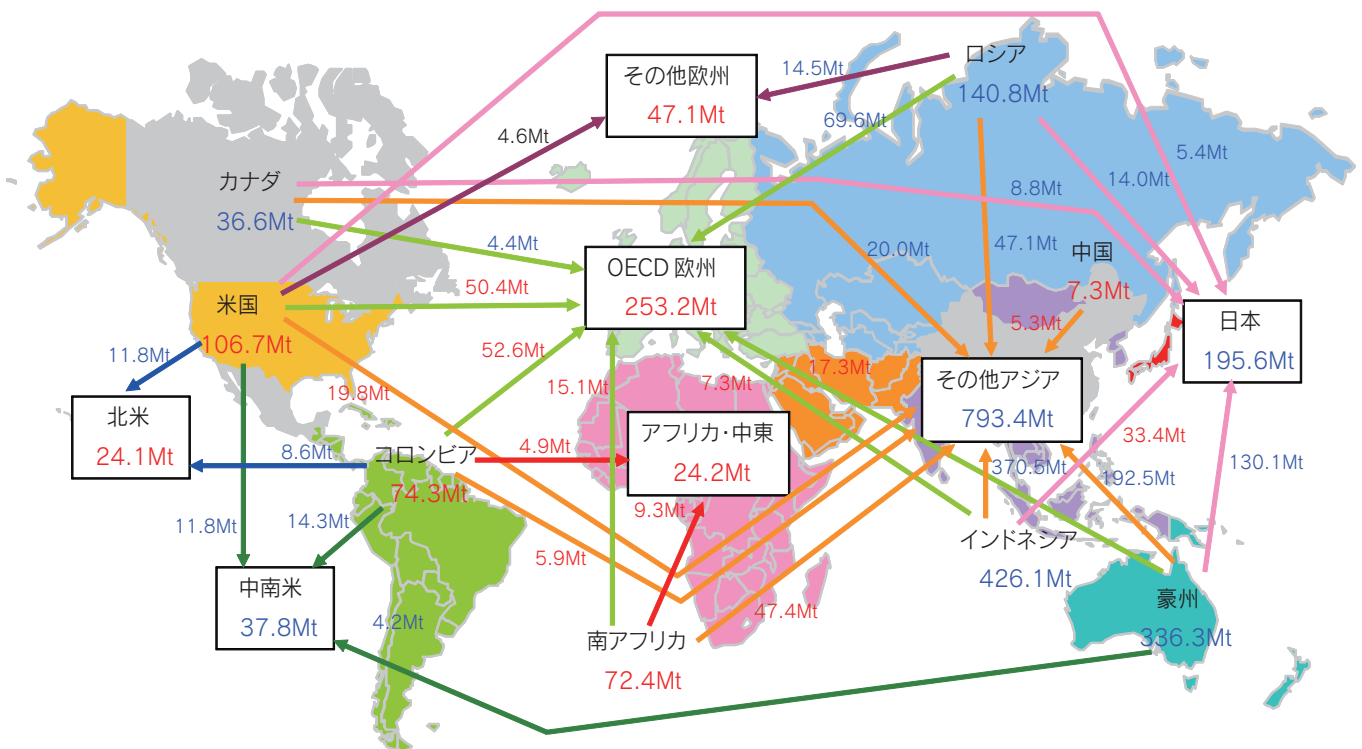 ロシア
140.8Mt
その他欧州
47.1Mt
14.5Mt
69.6Mt
4.6Mt
5.4Mt
カナダ
36.6Mt
8.8Mt
14.0Mt
4.4Mt
20.0Mt
47.1Mt
中国
7.3Mt
5.3Mt
OECD 欧州
253.2Mt
50.4Mt
米国
106.7Mt
11.8Mt
52.6Mt
日本
195.6Mt
19.8Mt
15.1Mt
7.3Mt
17.3Mt
その他アジア
793.4Mt
北米
24.1Mt
8.6Mt
コロンビア
74.3Mt
4.9Mt
アフリカ・中東
24.2Mt
33.4Mt
370.5Mt
192.5Mt
130.1Mt
11.8Mt
14.3Mt
9.3Mt
5.9Mt
インドネシア
426.1Mt
中南米
37.8Mt
4.2Mt
47.4Mt
南アフリカ
72.4Mt
豪州
336.3Mt